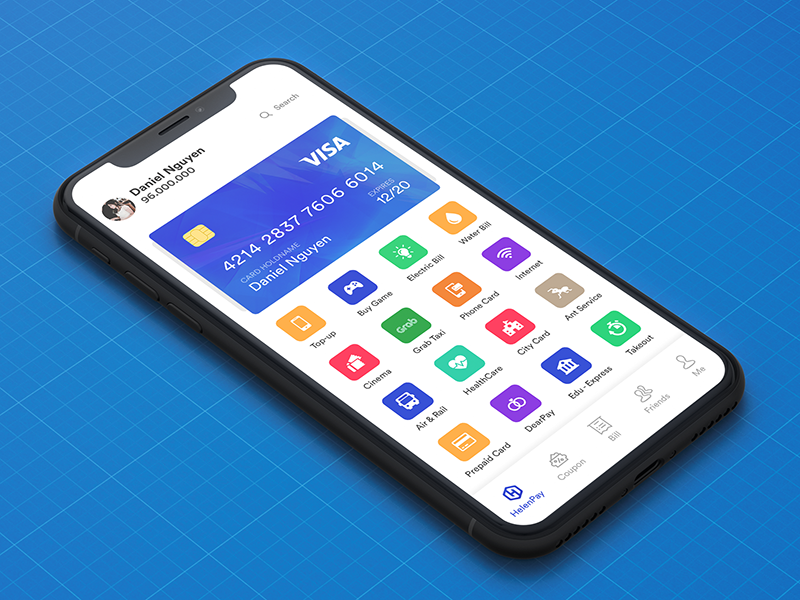 Search
Daniel Nguyen
96.000.000
VISA
4214 2837 7606 6014
EXPIRES
12/20
CARD HOLDNAME
Daniel Nguyen
Top-up
Buy Game
Electric Bill
Water Bill
Cinema
Grab
Grab Taxi
Phone Card
Internet
Air & Rail
HealthCare
City Card
Ant Service
Prepaid Card
DearPay
Edu - Express
Takeout
HelenPay
Coupon
Bill
Friends
Me